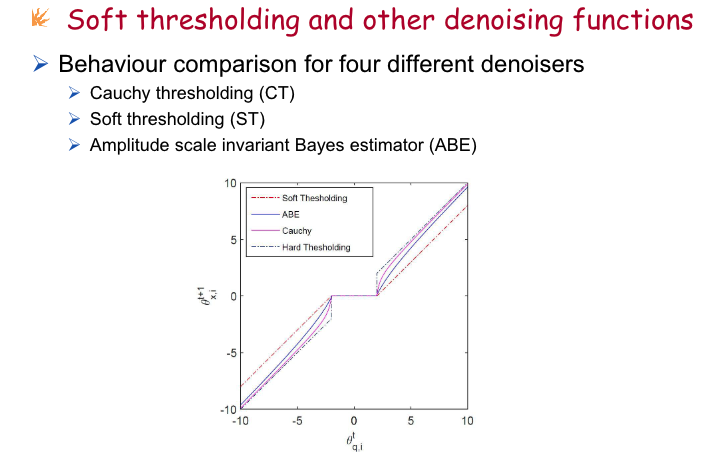 Soft thresholding and other denoising functions
Behaviour comparison for four different denoisers
Cauchy thresholding (CT)
Soft thresholding (ST)
Amplitude scale invariant Bayes estimator (ABE)
10
5
0
-5
-10
Soft Thesholding
ABE
Cauchy
Hard Thesholding
θ^{t+1}_{x,i}
-10 -5 0 5 10
θ^{t}_{q,i}